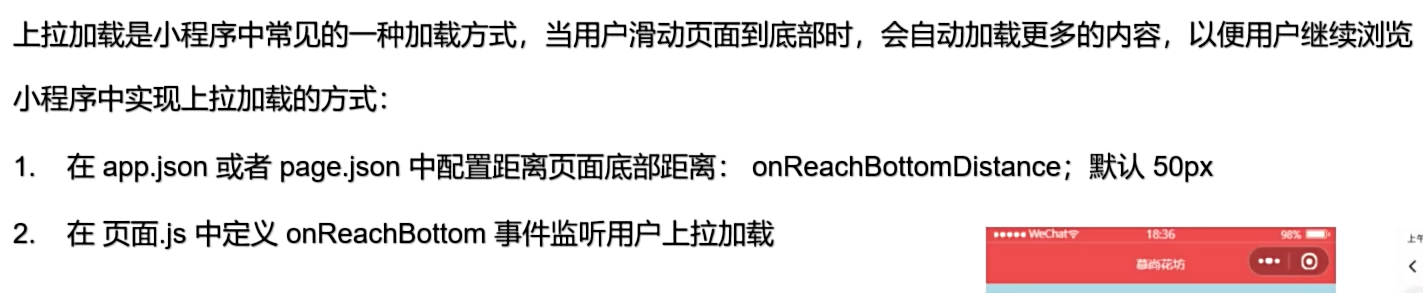 上拉加载是小程序中常见的一种加载方式，当用户滑动页面到底部时，会自动加载更多的内容，以便用户继续浏览
小程序中实现上拉加载的方式：
1. 在 app.json 或者 page.json 中配置距离页面底部距离： onReachBottomDistance；默认 50px
2. 在 页面.js 中定义 onReachBottom 事件监听用户上拉加载
WeChat 18:36 98%
慕尚花坊